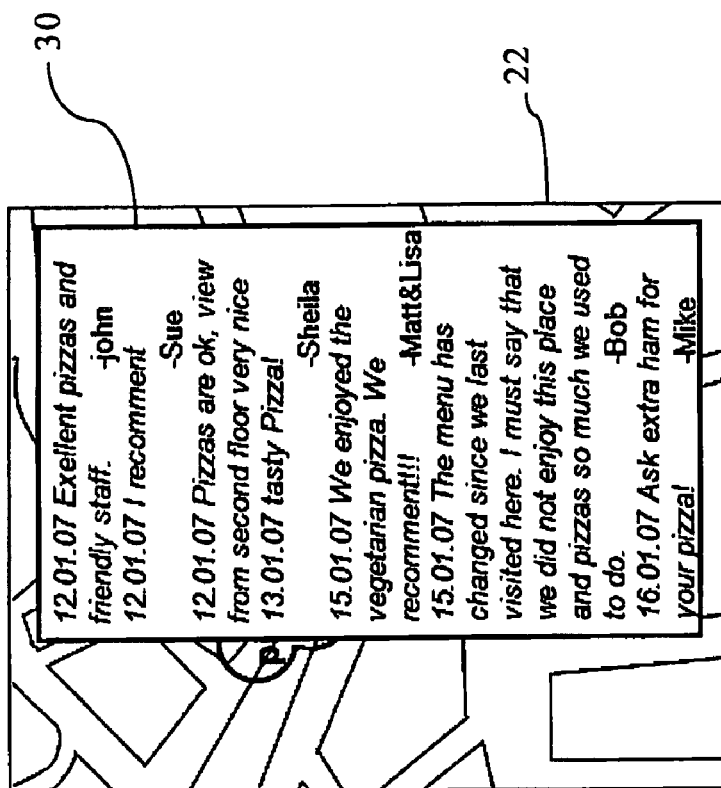 12.01.07 Exellent pizzas and
friendly staff.
-john
12.01.07 I recomment
-Sue
12.01.07 Pizzas are ok, view
from second floor very nice
13.01.07 tasty Pizza!
-Sheila
15.01.07 We enjoyed the
vegetarian pizza. We
recomment!!!
-Matt&Lisa
15.01.07 The menu has
changed since we last
visited here. I must say that
we did not enjoy this place
and pizzas so much we used
to do.
-Bob
16.01.07 Ask extra ham for
your pizza!
-Mike
30
22